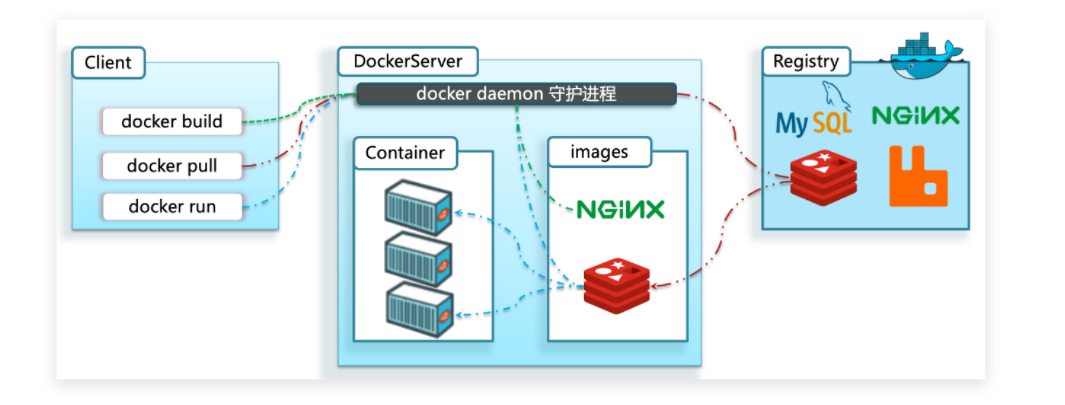 Client
docker build
docker pull
docker run
DockerServer
docker daemon 守护进程
Container
images
NGiNX
Registry
MySQL
NGiNX